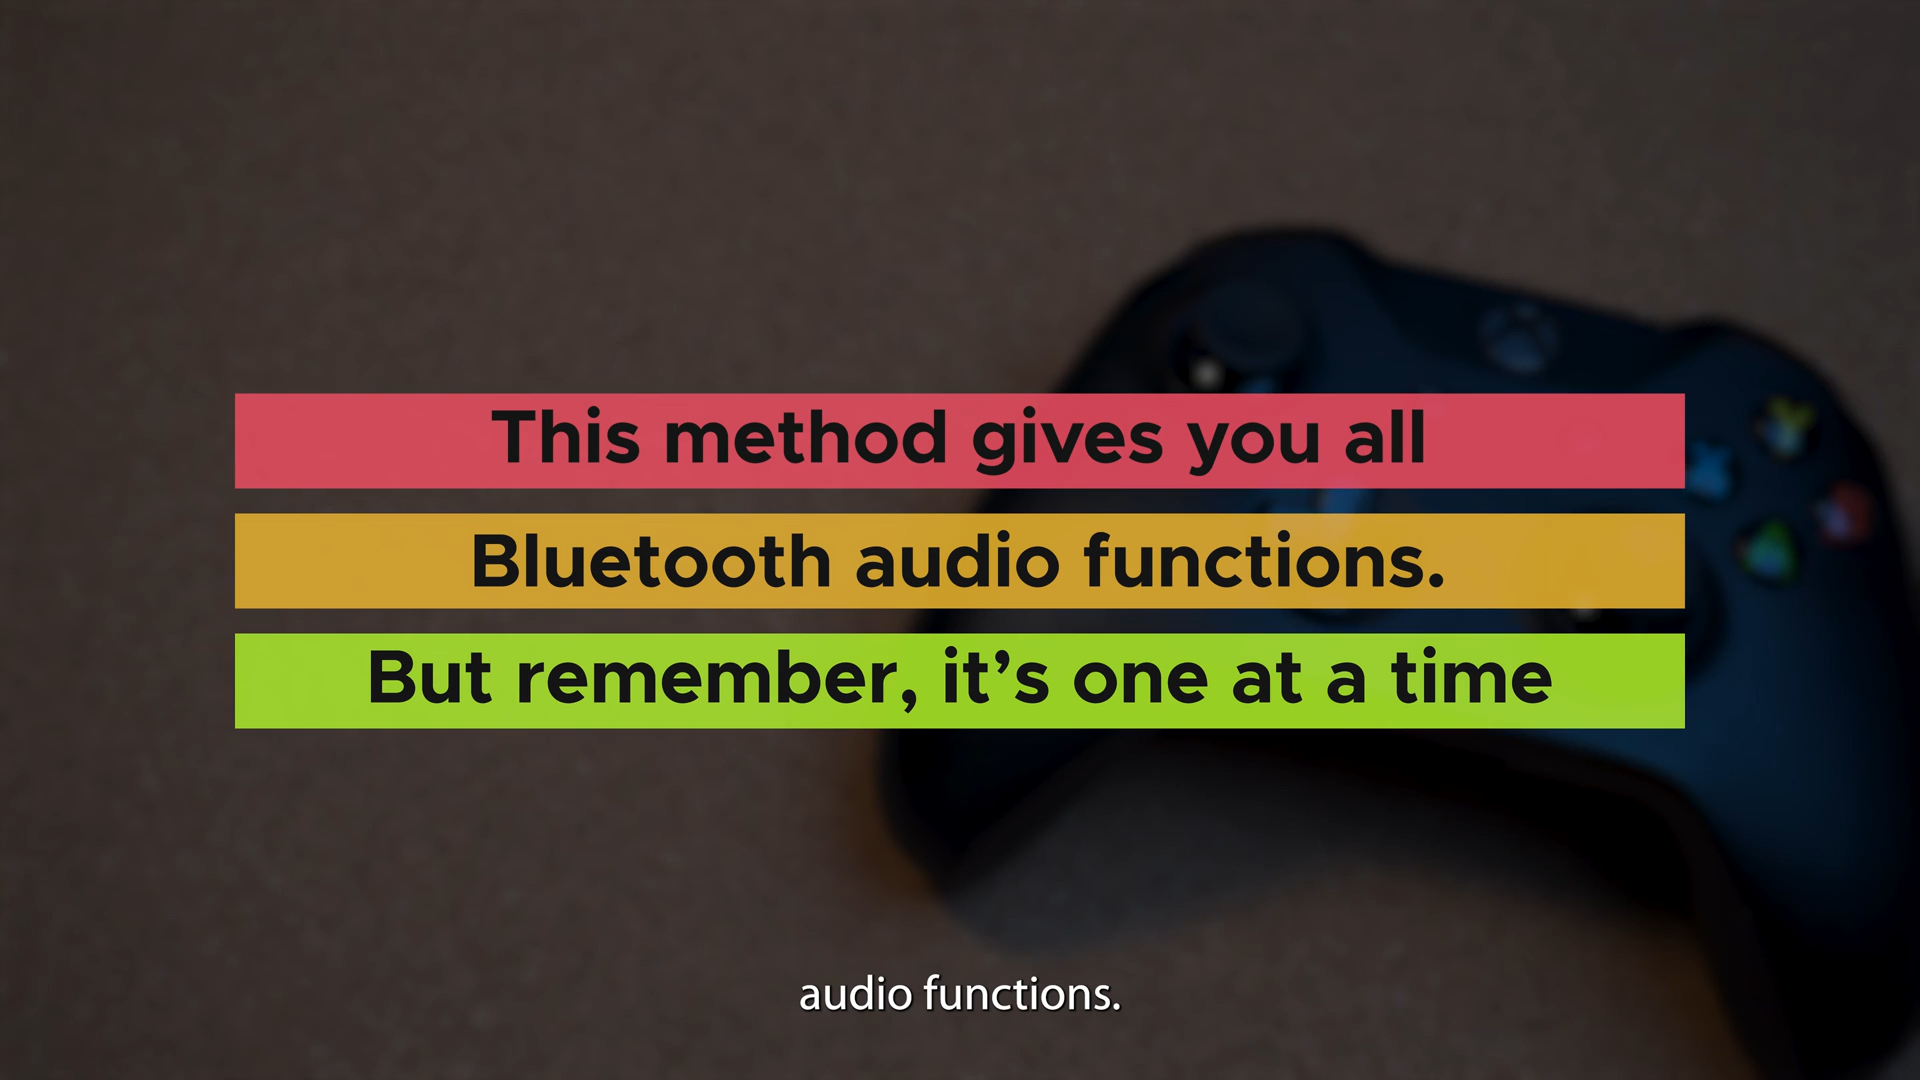 This method gives you all
Bluetooth audio functions.
But remember, it’s one at a time
audio functions.